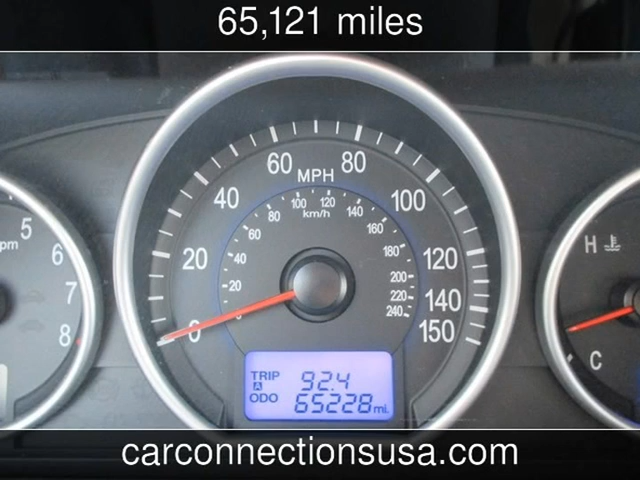 65,121 miles
60 MPH 80
40 100
20 120
0 140
150
100 120
80 km/h 140
60 160
40 180
20 200
0 220
240
5
pm
6
7
8
H
C
TRIP A 92.4
ODO 65228 mi.
carconnectionsusa.com